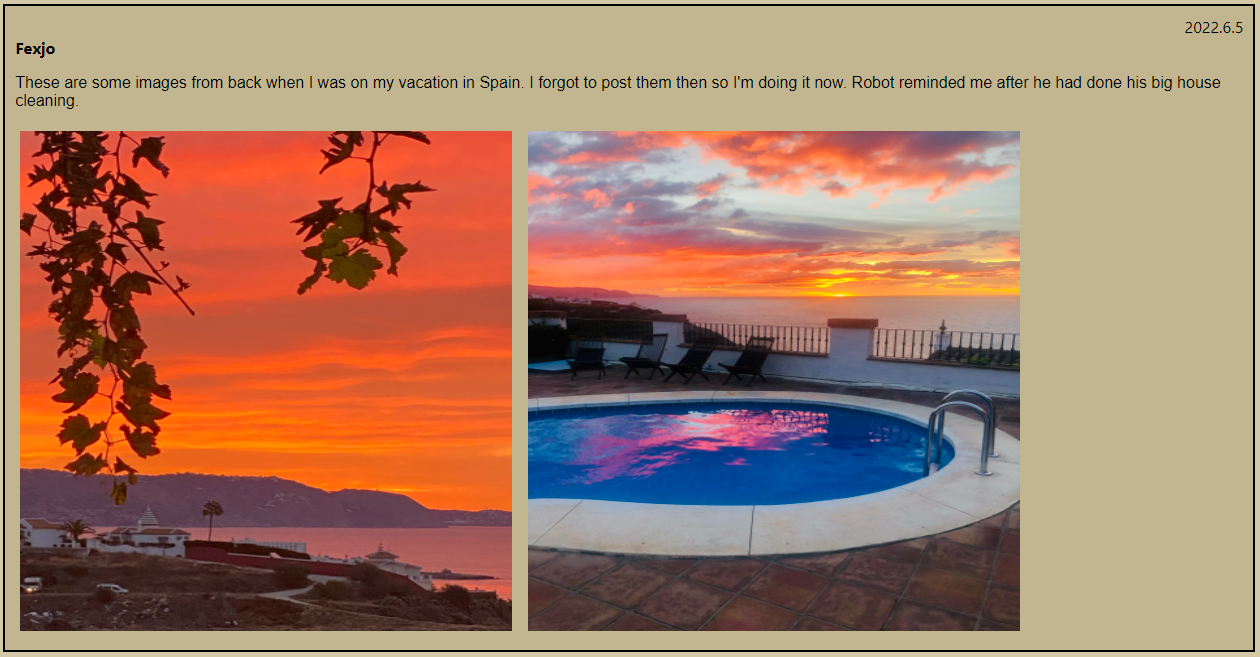 2022.6.5
Fexjo
These are some images from back when I was on my vacation in Spain. I forgot to post them then so I'm doing it now. Robot reminded me after he had done his big house
cleaning.